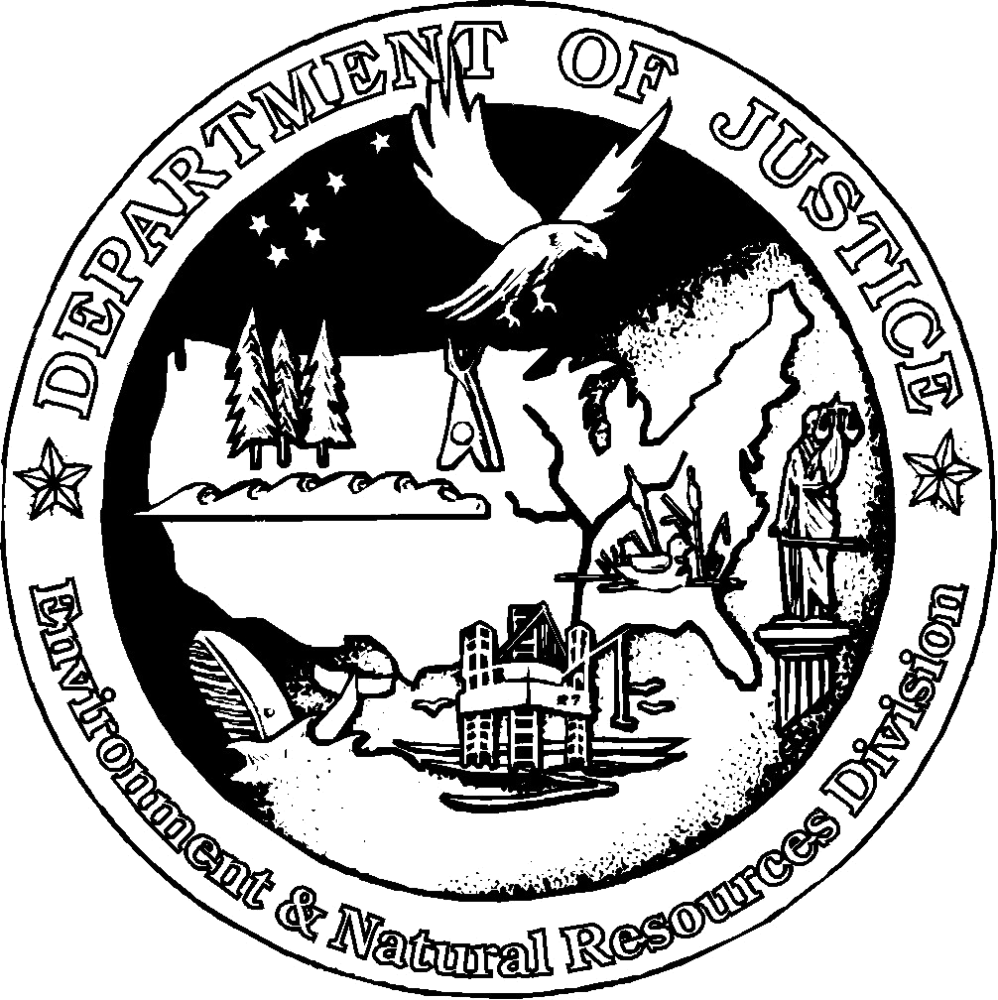 DEPARTMENT OF JUSTICE
Environment & Natural Resources Division